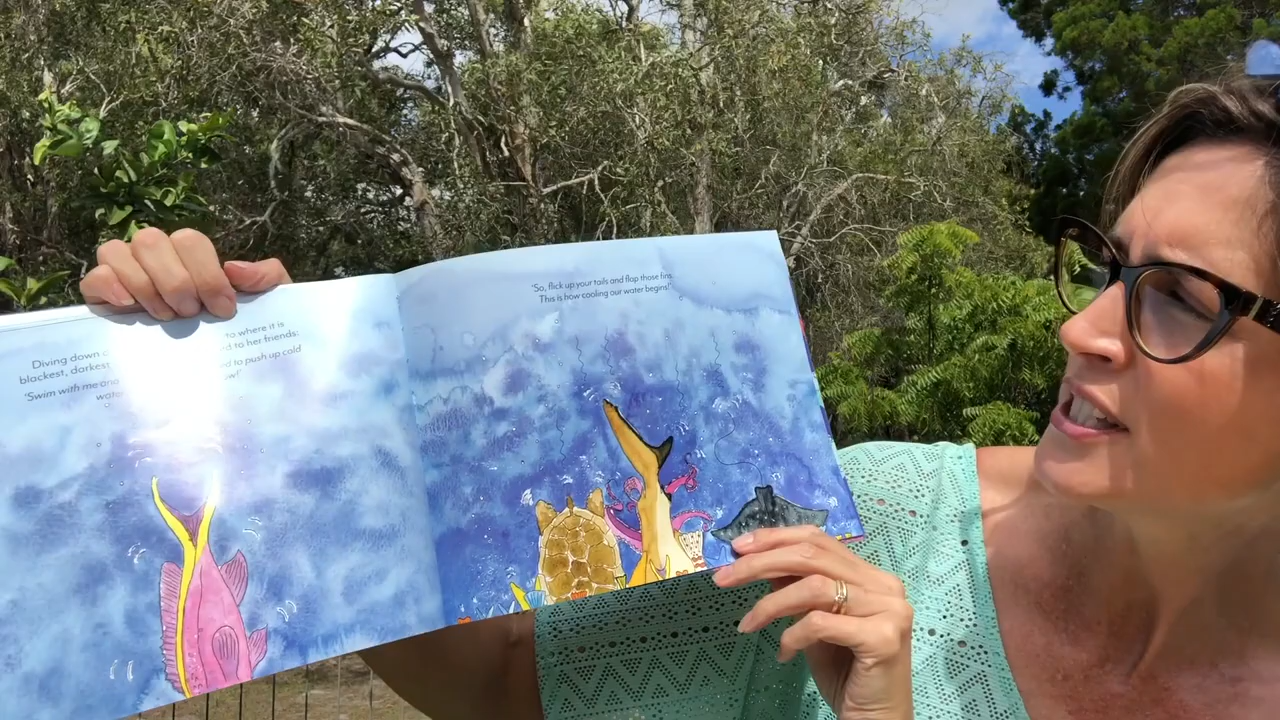 Diving down to where it is
blackest, darkest to her friends:
'Swim with me and to push up cold
water
'So, flick up your tails and flap those fins.
This is how cooling our water begins!'